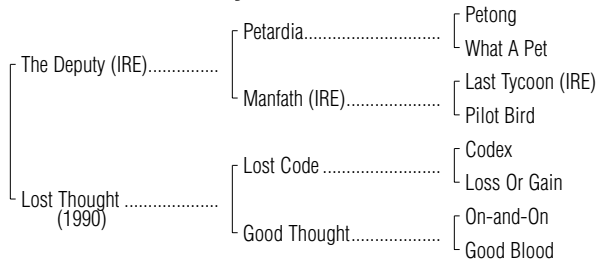 Petong
Petardia
What A Pet
The Deputy (IRE)
Last Tycoon (IRE)
Manfath (IRE)
Pilot Bird
Codex
Lost Code
Loss Or Gain
Lost Thought
(1990)
On-and-On
Good Thought
Good Blood